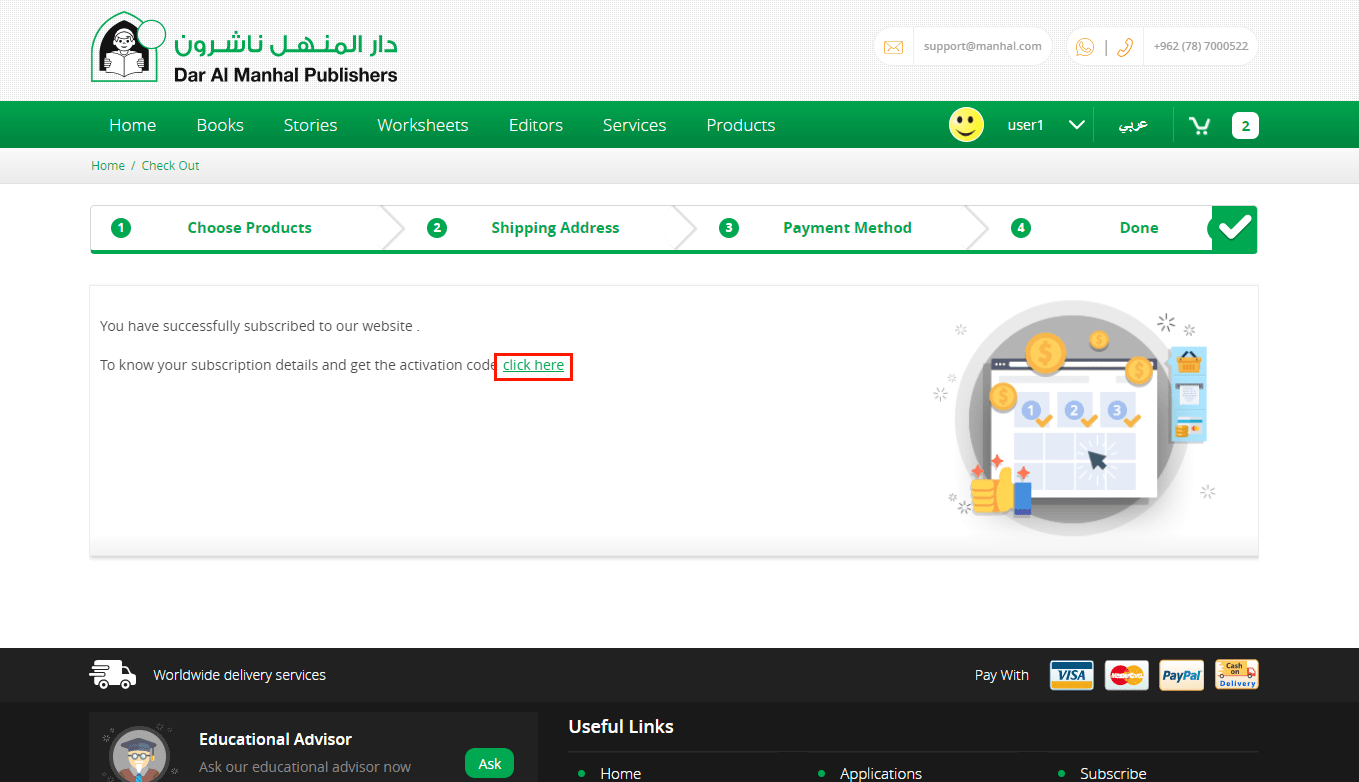 دار المنهل ناشرون
Dar Al Manhal Publishers
support@manhal.com
|
+962 (78) 7000522
Home
Books
Stories
Worksheets
Editors
Services
Products
user1
عربي
2
Home / Check Out
1 Choose Products
2 Shipping Address
3 Payment Method
4 Done
You have successfully subscribed to our website .
To know your subscription details and get the activation code click here
1 2 3
Worldwide delivery services
Pay With
VISA
MasterCard
PayPal
Cash
on
Delivery
Educational Advisor
Ask our educational advisor now
Ask
Useful Links
Home
Applications
Subscribe